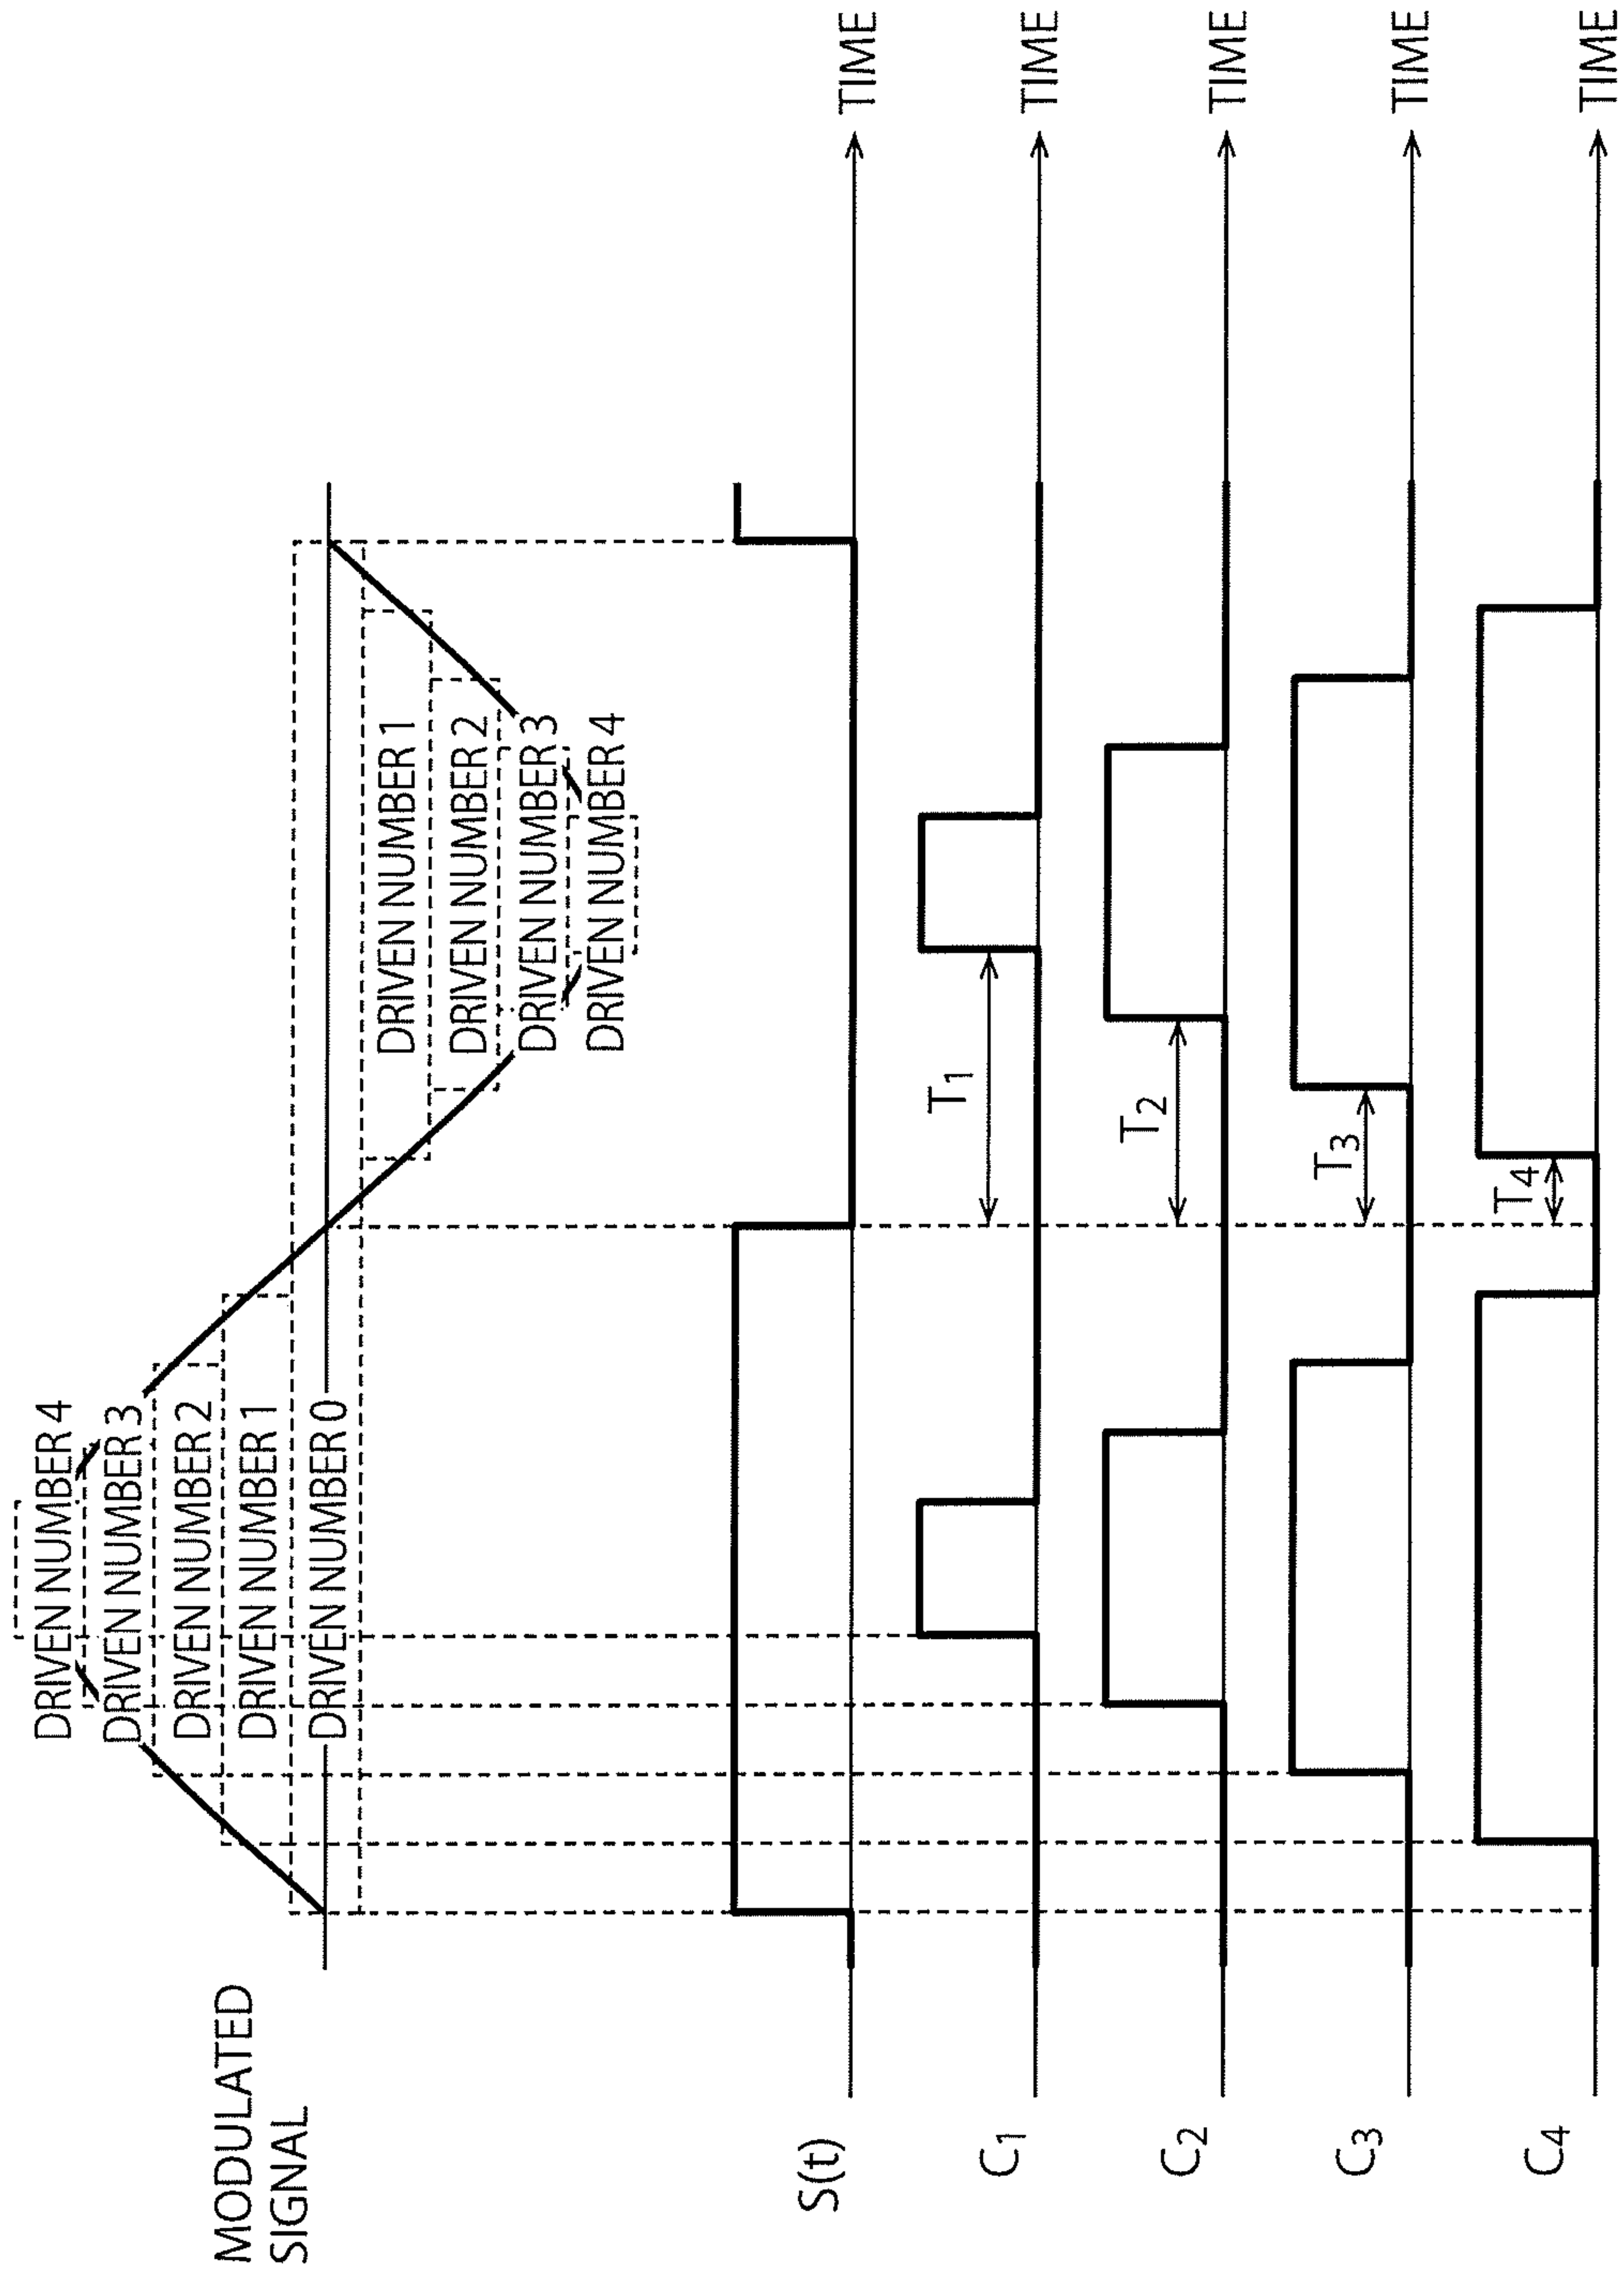 MODULATED
SIGNAL
DRIVEN NUMBER 4
DRIVEN NUMBER 3
DRIVEN NUMBER 2
DRIVEN NUMBER 1
DRIVEN NUMBER 0
DRIVEN NUMBER 1
DRIVEN NUMBER 2
DRIVEN NUMBER 3
DRIVEN NUMBER 4
S(t)
TIME
C1
T1
TIME
C2
T2
TIME
C3
T3
TIME
C4
T4
TIME